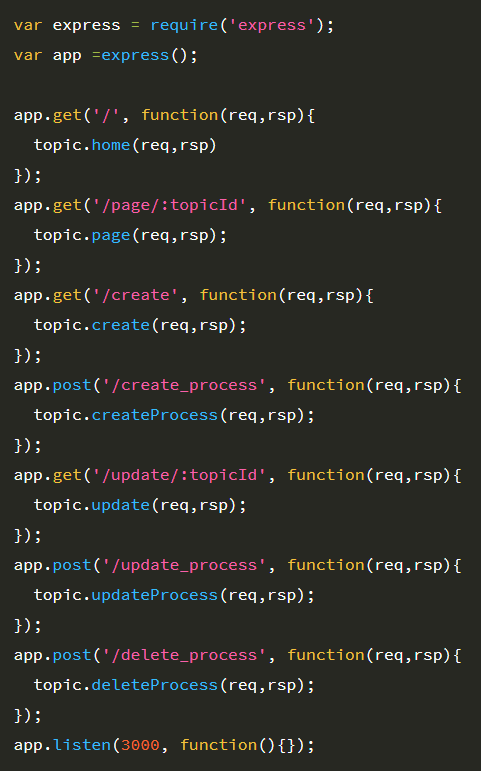 var express = require('express');
var app =express();

app.get('/', function(req,rsp){
  topic.home(req,rsp)
});
app.get('/page/:topicId', function(req,rsp){
  topic.page(req,rsp);
});
app.get('/create', function(req,rsp){
  topic.create(req,rsp);
});
app.post('/create_process', function(req,rsp){
  topic.createProcess(req,rsp);
});
app.get('/update/:topicId', function(req,rsp){
  topic.update(req,rsp);
});
app.post('/update_process', function(req,rsp){
  topic.updateProcess(req,rsp);
});
app.post('/delete_process', function(req,rsp){
  topic.deleteProcess(req,rsp);
});
app.listen(3000, function(){});